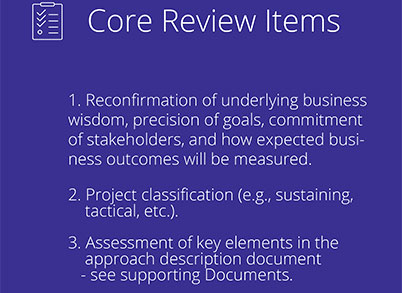 Core Review Items
1. Reconfirmation of underlying business
wisdom, precision of goals, commitment
of stakeholders, and how expected busi-
ness outcomes will be measured.
2. Project classification (e.g., sustaining,
tactical, etc.).
3. Assessment of key elements in the
approach description document
- see supporting Documents.